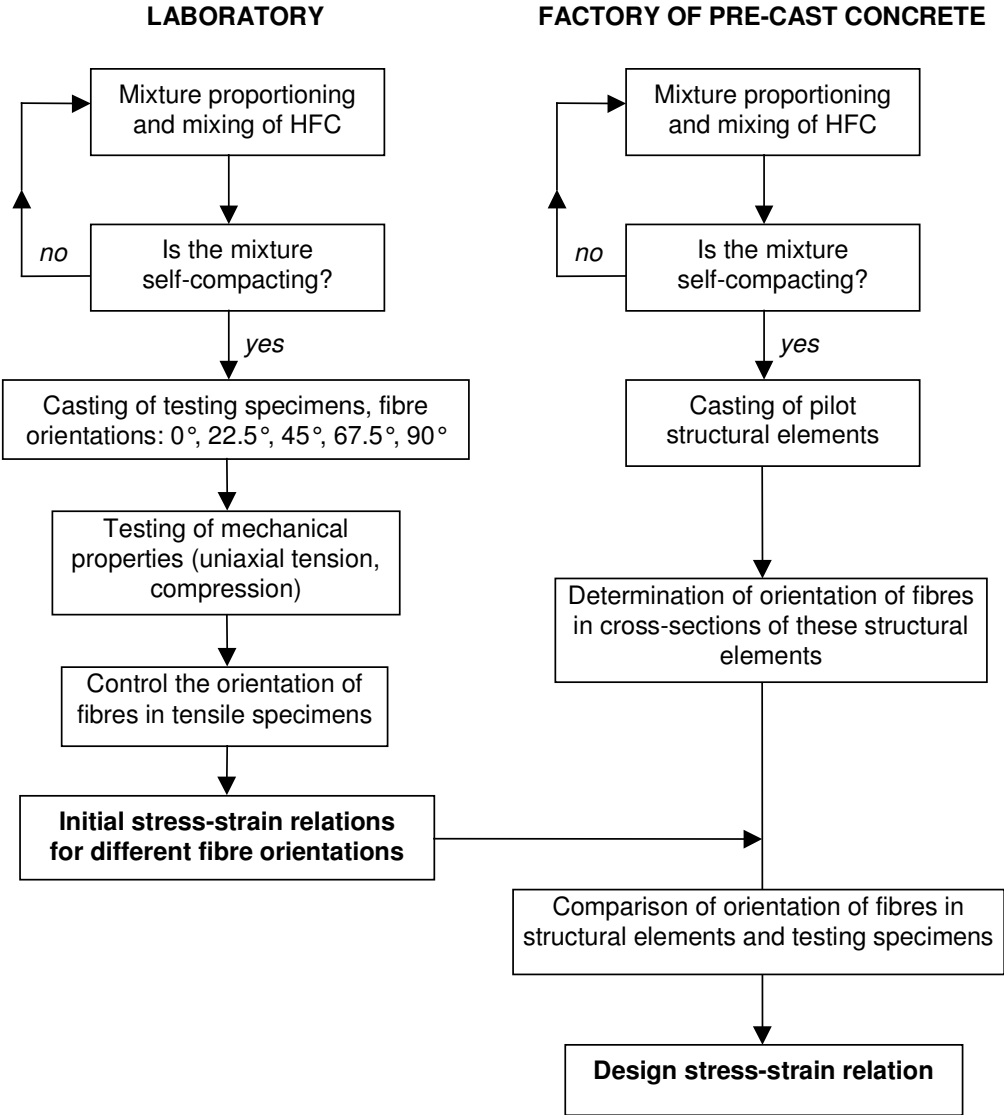 LABORATORY
Mixture proportioning
and mixing of HFC
no
Is the mixture
self-compacting?
yes
Casting of testing specimens, fibre
orientations: 0°, 22.5°, 45°, 67.5°, 90°
Testing of mechanical
properties (uniaxial tension,
compression)
Control the orientation of
fibres in tensile specimens
Initial stress-strain relations
for different fibre orientations
FACTORY OF PRE-CAST CONCRETE
Mixture proportioning
and mixing of HFC
no
Is the mixture
self-compacting?
yes
Casting of pilot
structural elements
Determination of orientation of fibres
in cross-sections of these structural
elements
Comparison of orientation of fibres in
structural elements and testing specimens
Design stress-strain relation